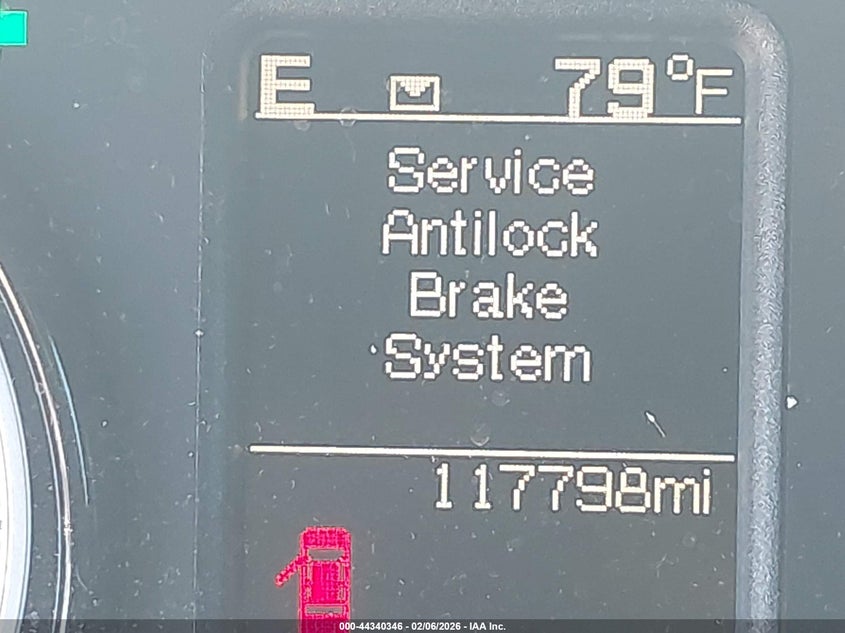 E 79°F
Service
Antilock
Brake
System
117798mi
000-44340346 - 02/06/2026 - IAA Inc.